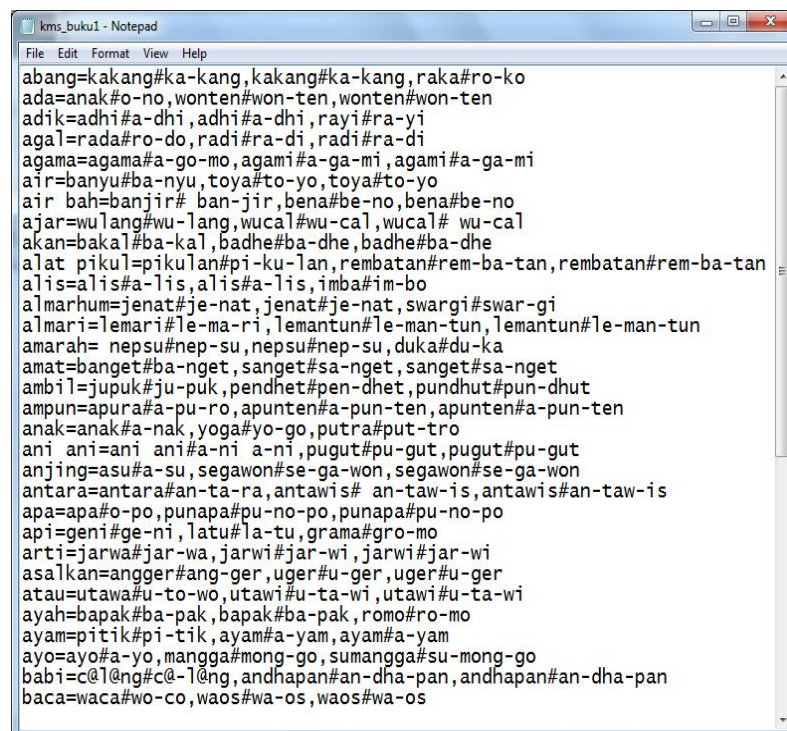 kms_buku1 - Notepad
File Edit Format View Help
abang=kakang#ka-kang,kakang#ka-kang,raka#ro-ko
ada=anak#o-no,wonten#won-ten,wonten#won-ten
adik=adhi#a-dhi,adhi#a-dhi,rayi#ra-yi
agal=rada#ro-do,radi#ra-di,radi#ra-di
agama=agama#a-go-mo,agami#a-ga-mi,agami#a-ga-mi
air=banyu#ba-nyu,toya#to-yo,toya#to-yo
air bah=banjir# ban-jir,bena#be-no,bena#be-no
ajar=wulang#wu-lang,wucal#wu-cal,wucal# wu-cal
akan=bakal#ba-kal,badhe#ba-dhe,badhe#ba-dhe
alat pikul=pikulan#pi-ku-lan,rembatan#rem-ba-tan,rembatan#rem-ba-tan
alis=alis#a-lis,alis#a-lis,imba#im-bo
almarhum=jenat#je-nat,jenat#je-nat,swargi#swar-gi
almari=lemari#le-ma-ri,lemantun#le-man-tun,lemantun#le-man-tun
amarah= nepsu#nep-su,nepsu#nep-su,duka#du-ka
amat=banget#ba-nget,sanget#sa-nget,sanget#sa-nget
ambil=jupuk#ju-puk,pendhet#pen-dhet,pundhut#pun-dhut
ampun=apura#a-pu-ro,apunten#a-pun-ten,apunten#a-pun-ten
anak=anak#a-nak,yoga#yo-go,putra#put-tro
ani ani=ani ani#a-ni a-ni,pugut#pu-gut,pugut#pu-gut
anjing=asu#a-su,segawon#se-ga-won,segawon#se-ga-won
antara=antara#an-ta-ra,antawis# an-taw-is,antawis#an-taw-is
apa=apa#o-po,punapa#pu-no-po,punapa#pu-no-po
api=geni#ge-ni,latu#la-tu,grama#gro-mo
arti=jarwa#jar-wa,jarwi#jar-wi,jarwi#jar-wi
asalkan=angger#ang-ger,uger#u-ger,uger#u-ger
atau=utawa#u-to-wo,utawi#u-ta-wi,utawi#u-ta-wi
ayah=bapak#ba-pak,bapak#ba-pak,romo#ro-mo
ayam=pitik#pi-tik,ayam#a-yam,ayam#a-yam
ayo=ayo#a-yo,mangga#mong-go,sumangga#su-mong-go
babi=c@l@ng#c@-l@ng,andhapan#an-dha-pan,andhapan#an-dha-pan
baca=waca#wo-co,waos#wa-os,waos#wa-os